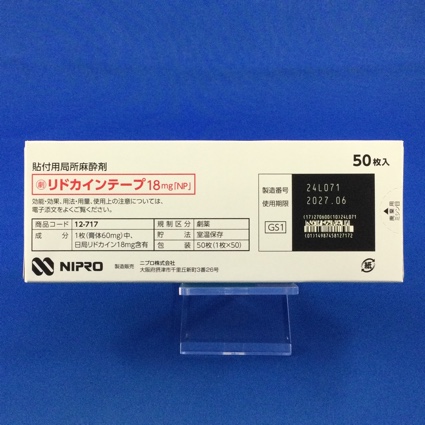 貼付用局所麻酔剤
劇 リドカインテープ18mg「NP」
効能・効果、用法・用量、使用上の注意については、
電子添文をよくご覧ください。
商品コード 12-717 規制区分 劇薬
成分 1枚(膏体60mg)中、 貯法 室温保存
日局リドカイン18mg含有 包装 50枚(1枚×50)
NIPRO
製造販売 ニプロ株式会社
大阪府摂津市千里丘新町3番26号
50枚入
製造番号 24L071
使用期限 2027.06
GS1
(17)270600(10)24L071
(01)14987458127172
紙